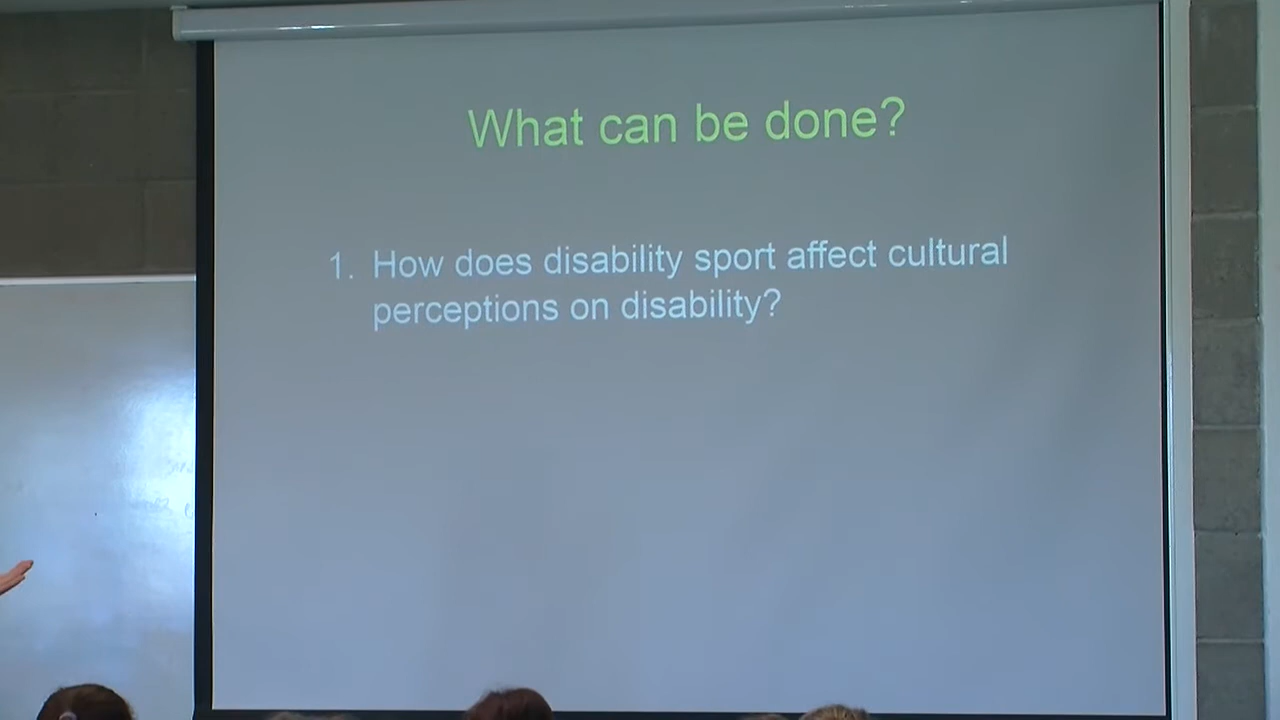 What can be done?
1. How does disability sport affect cultural
perceptions on disability?